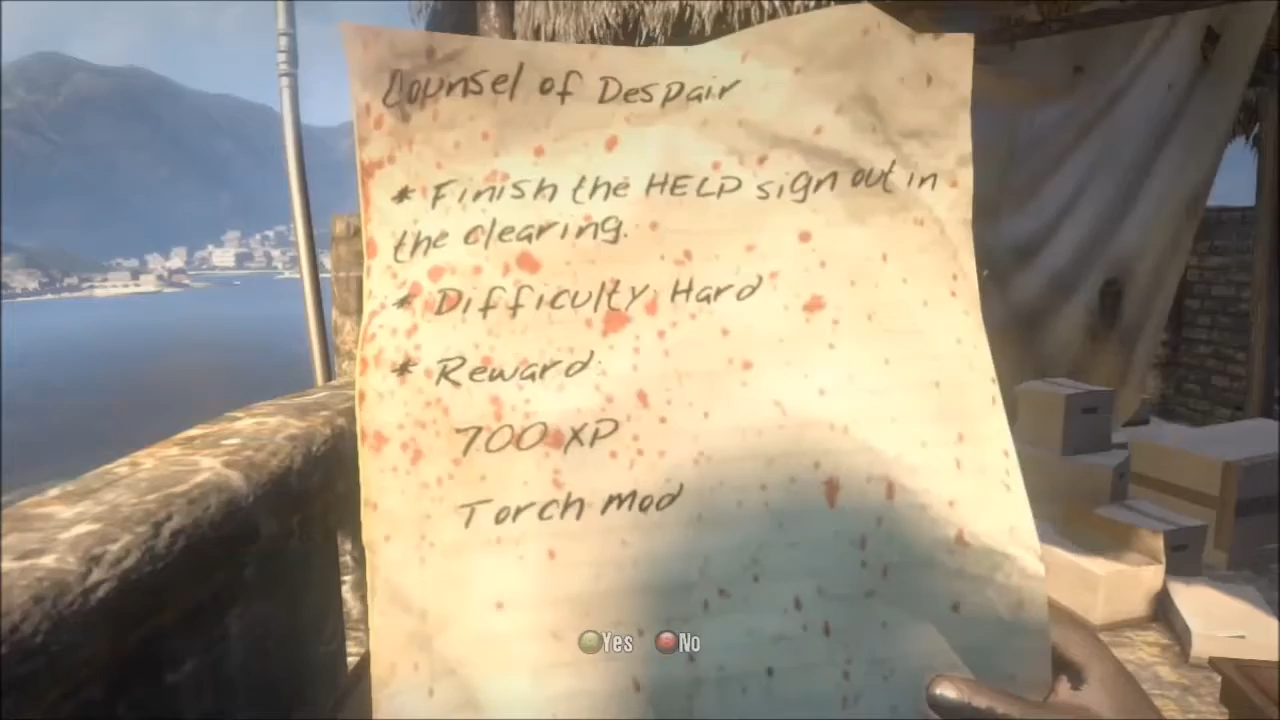 Counsel of Despair
* Finish the HELP sign out in
the clearing.
* Difficulty Hard
* Reward
700 XP
Torch mod
Yes No